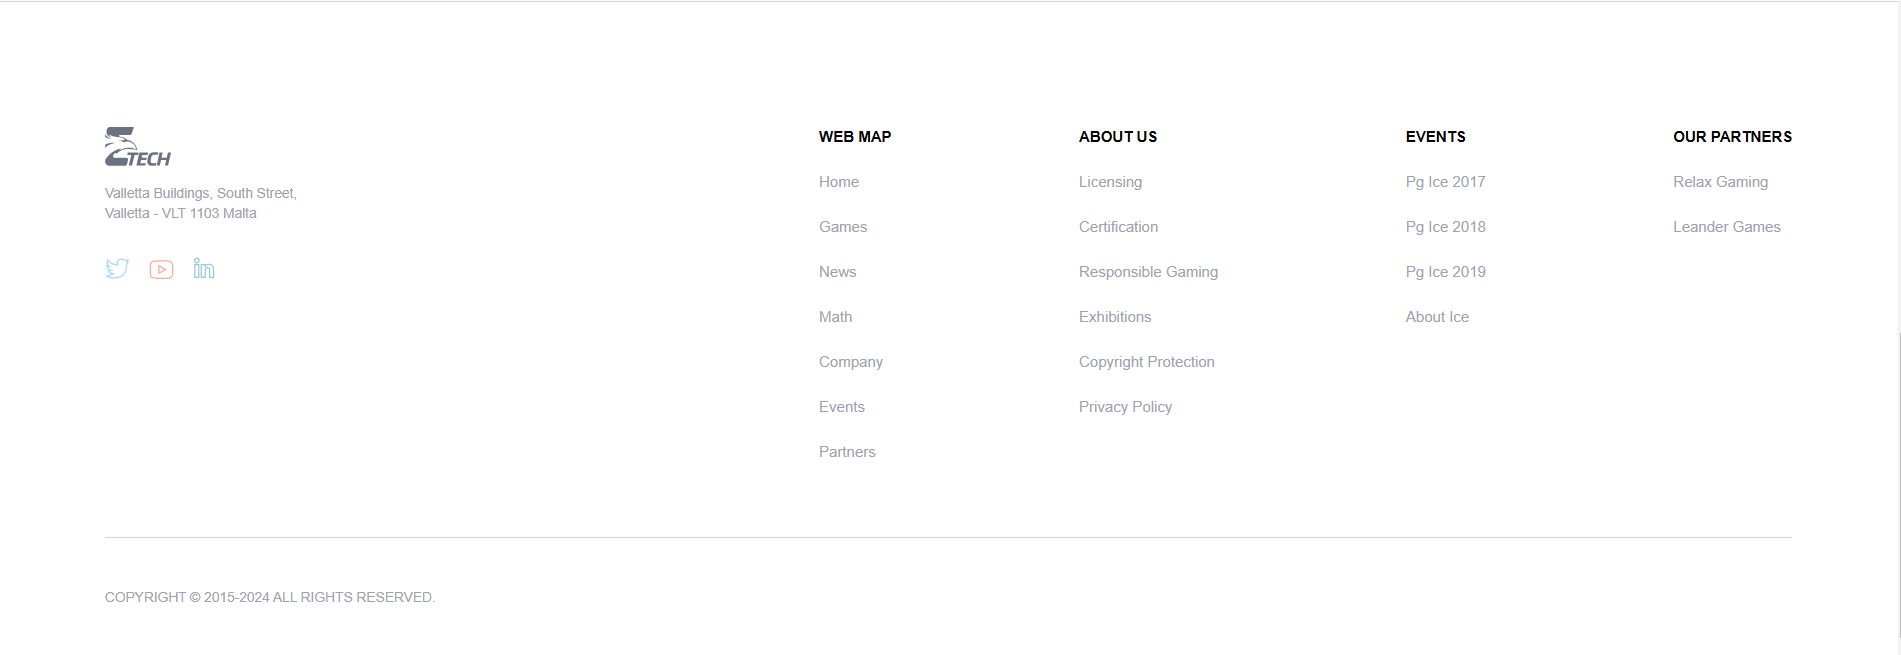 TECH
Valletta Buildings, South Street,
Valletta - VLT 1103 Malta
WEB MAP
Home
Games
News
Math
Company
Events
Partners
ABOUT US
Licensing
Certification
Responsible Gaming
Exhibitions
Copyright Protection
Privacy Policy
EVENTS
Pg Ice 2017
Pg Ice 2018
Pg Ice 2019
About Ice
OUR PARTNERS
Relax Gaming
Leander Games
COPYRIGHT © 2015-2024 ALL RIGHTS RESERVED.